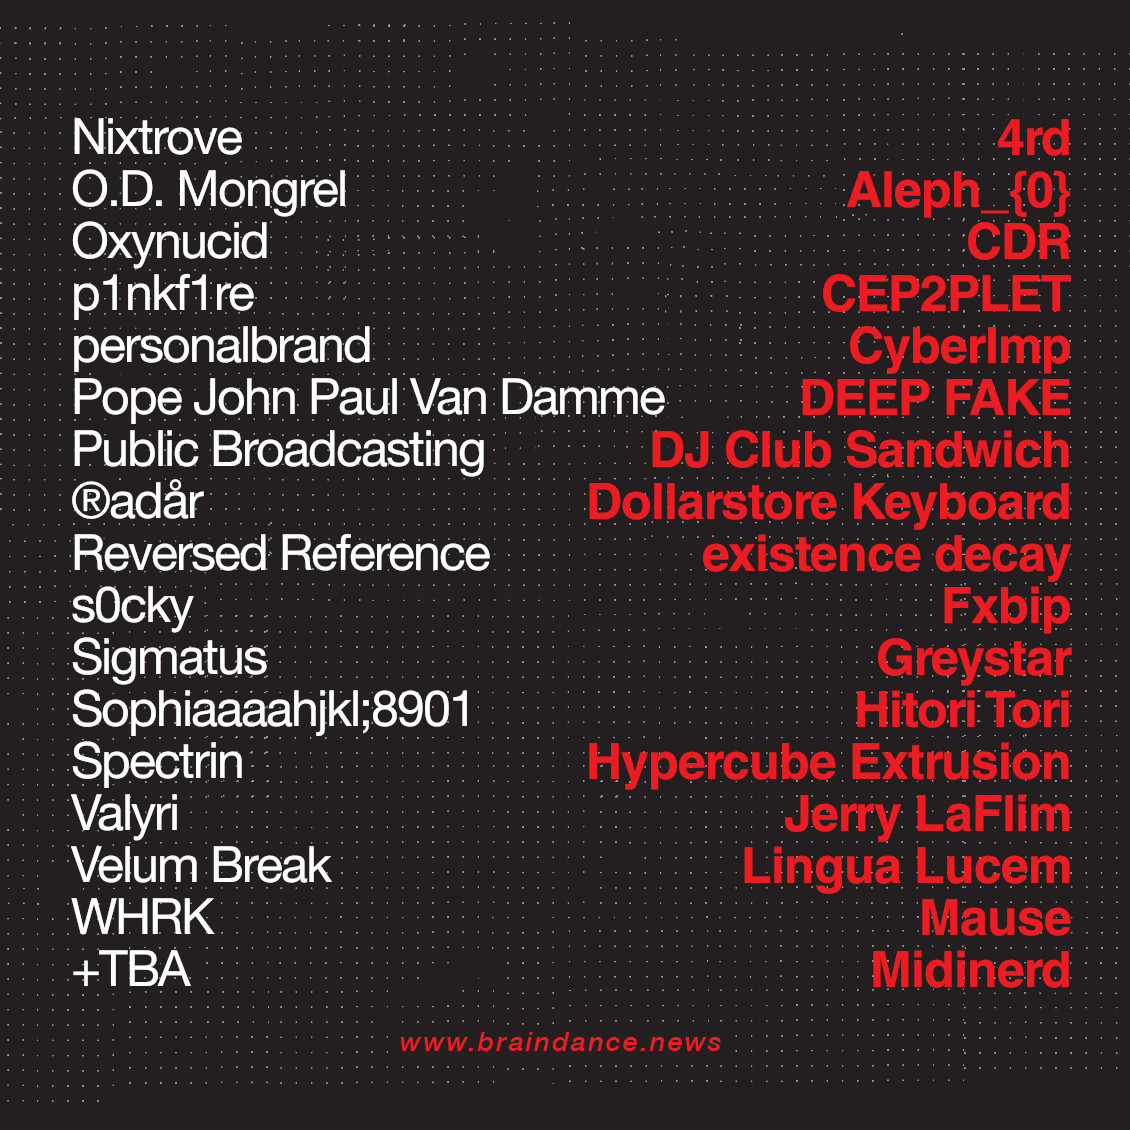 Nixtrove
O.D. Mongrel
Oxynucid
p1nkf1re
personalbrand
Pope John Paul Van Damme
Public Broadcasting
®adår
Reversed Reference
s0cky
Sigmatus
Sophiaaaahjkl;8901
Spectrin
Valyri
Velum Break
WHRK
+TBA
4rd
Aleph_{0}
CDR
CEP2PLET
CyberImp
DEEP FAKE
DJ Club Sandwich
Dollarstore Keyboard
existence decay
Fxbip
Greystar
Hitori Tori
Hypercube Extrusion
Jerry LaFlim
Lingua Lucem
Mause
Midinerd
www.braindance.news